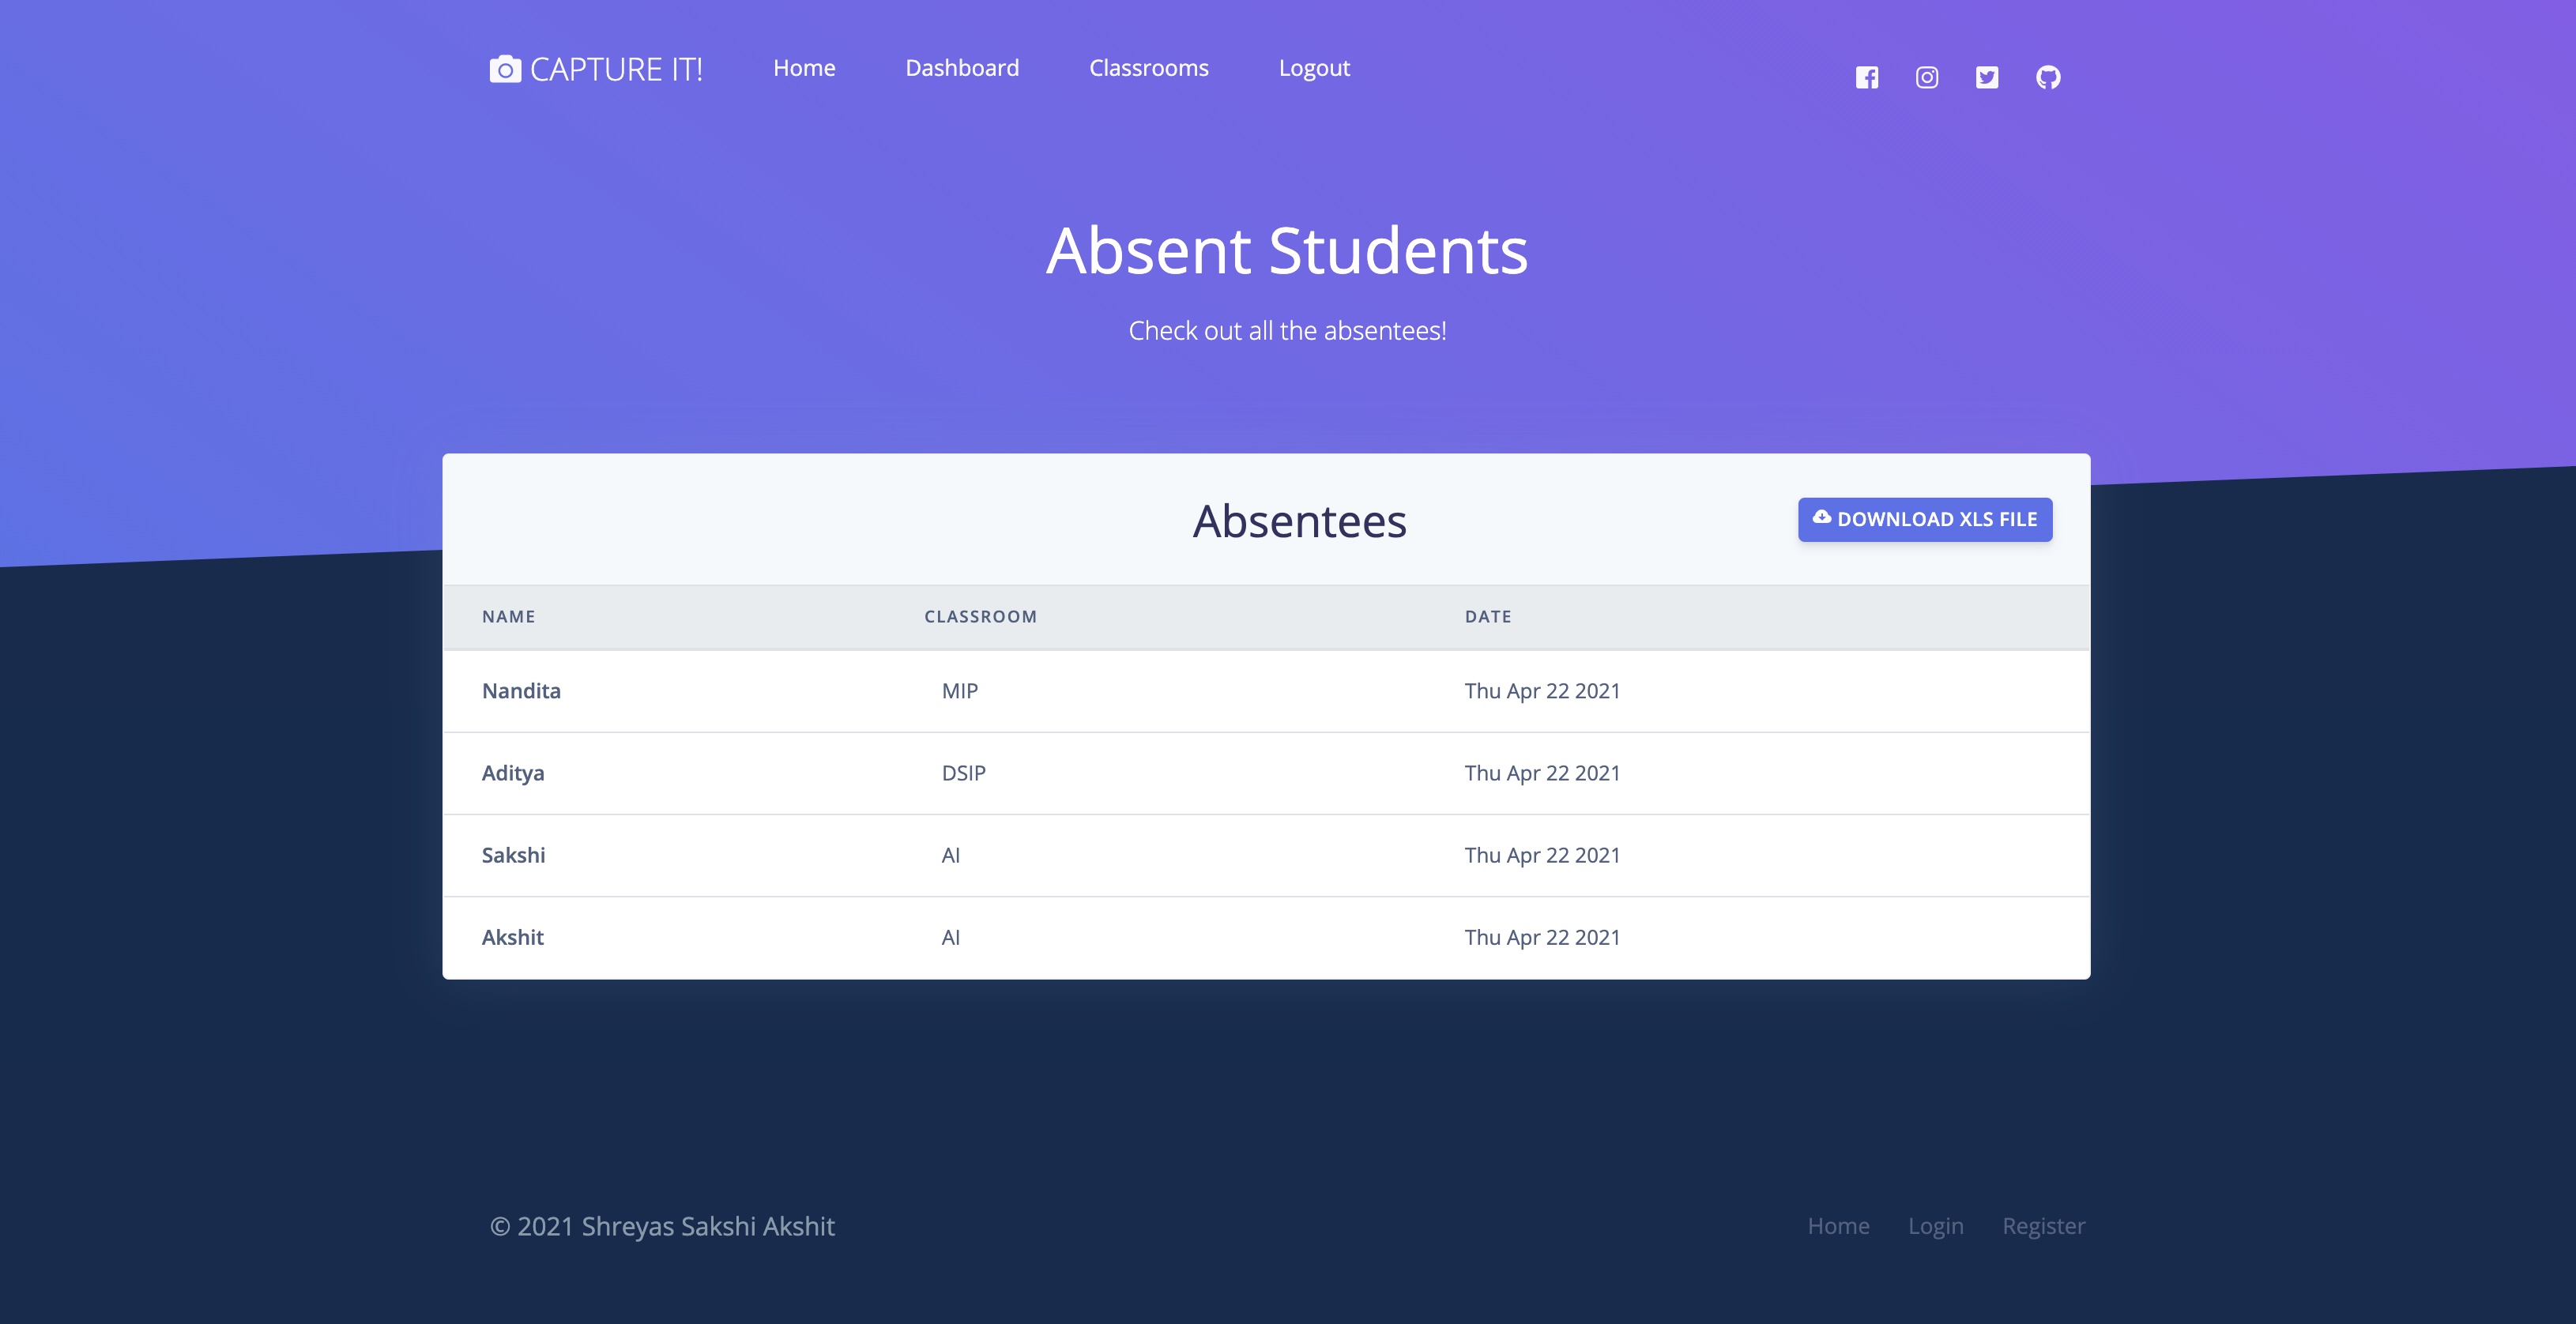 CAPTURE IT! Home Dashboard Classrooms Logout
Absent Students
Check out all the absentees!
Absentees DOWNLOAD XLS FILE
NAME CLASSROOM DATE
Nandita MIP Thu Apr 22 2021
Aditya DSIP Thu Apr 22 2021
Sakshi AI Thu Apr 22 2021
Akshit AI Thu Apr 22 2021
© 2021 Shreyas Sakshi Akshit Home Login Register